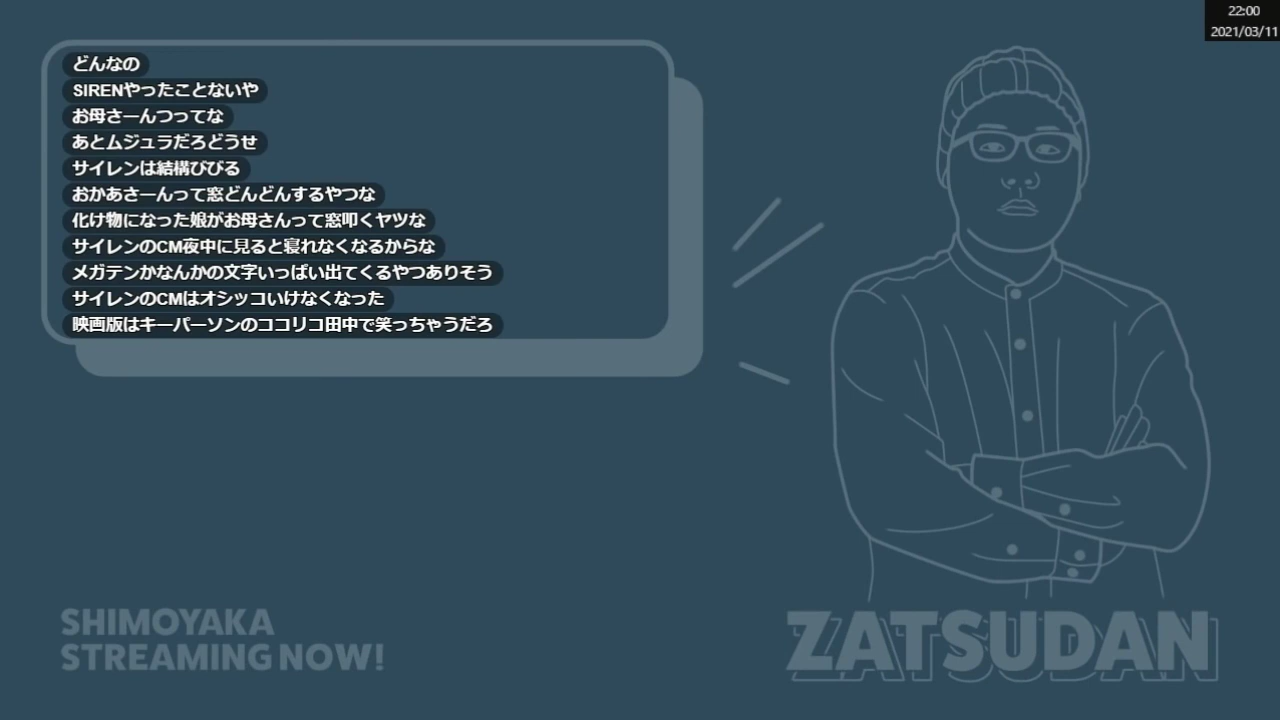 22:00
2021/03/11
どんなの
SIRENやったことないや
お母さーんつってな
あとムジュラだろどうせ
サイレンは結構びびる
おかあさーんって窓どんどんするやつな
化け物になった娘がお母さんって窓叩くヤツな
サイレンのCM夜中に見ると寝れなくなるからな
メガテンかなんかの文字いっぱい出てくるやつありそう
サイレンのCMはオシッコいけなくなった
映画版はキーパーソンのココリコ田中で笑っちゃうだろ
SHIMOYAKA
STREAMING NOW!
ZATSUDAN